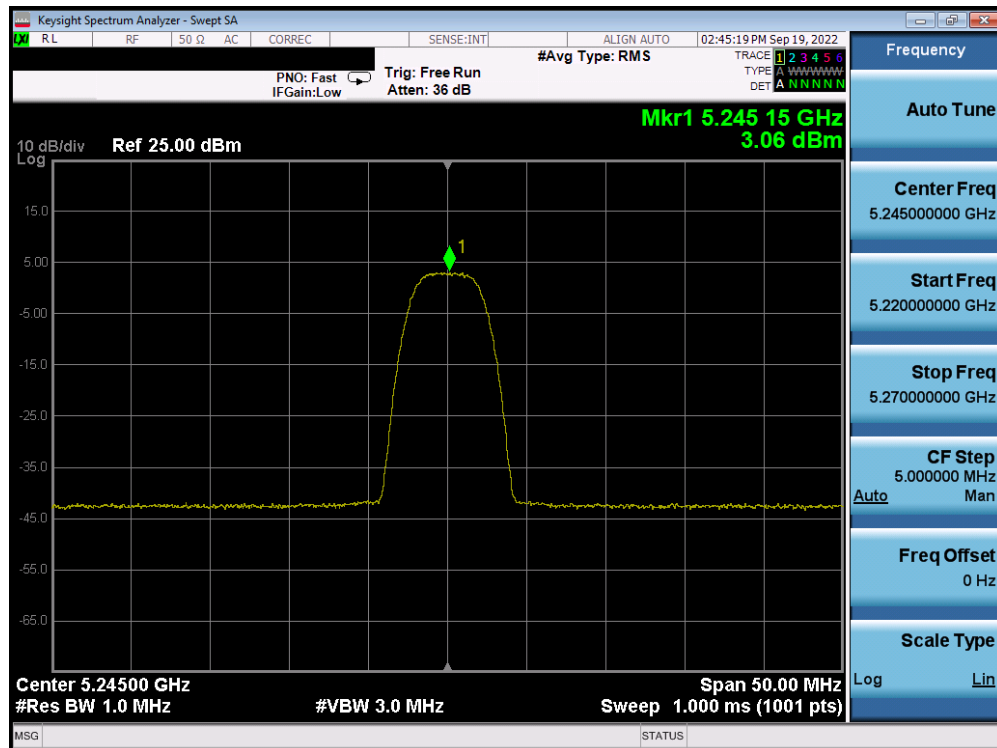 Keysight Spectrum Analyzer - Swept SA
LXI RL RF 50 Ω AC CORREC SENSE:INT ALIGN AUTO 02:45:19 PM Sep 19, 2022
PNO: Fast
IFGain:Low
Trig: Free Run
Atten: 36 dB
#Avg Type: RMS
TRACE 1 2 3 4 5 6
TYPE A WWWWW
DET A N N N N N
Mkr1 5.245 15 GHz
3.06 dBm
10 dB/div Ref 25.00 dBm
Log
15.0
5.00
1
-5.00
-15.0
-25.0
-35.0
-45.0
-55.0
-65.0
Center 5.24500 GHz Span 50.00 MHz
#Res BW 1.0 MHz #VBW 3.0 MHz Sweep 1.000 ms (1001 pts)
MSG STATUS
Frequency
Auto Tune
Center Freq
5.245000000 GHz
Start Freq
5.220000000 GHz
Stop Freq
5.270000000 GHz
CF Step
5.000000 MHz
Auto Man
Freq Offset
0 Hz
Scale Type
Log Lin